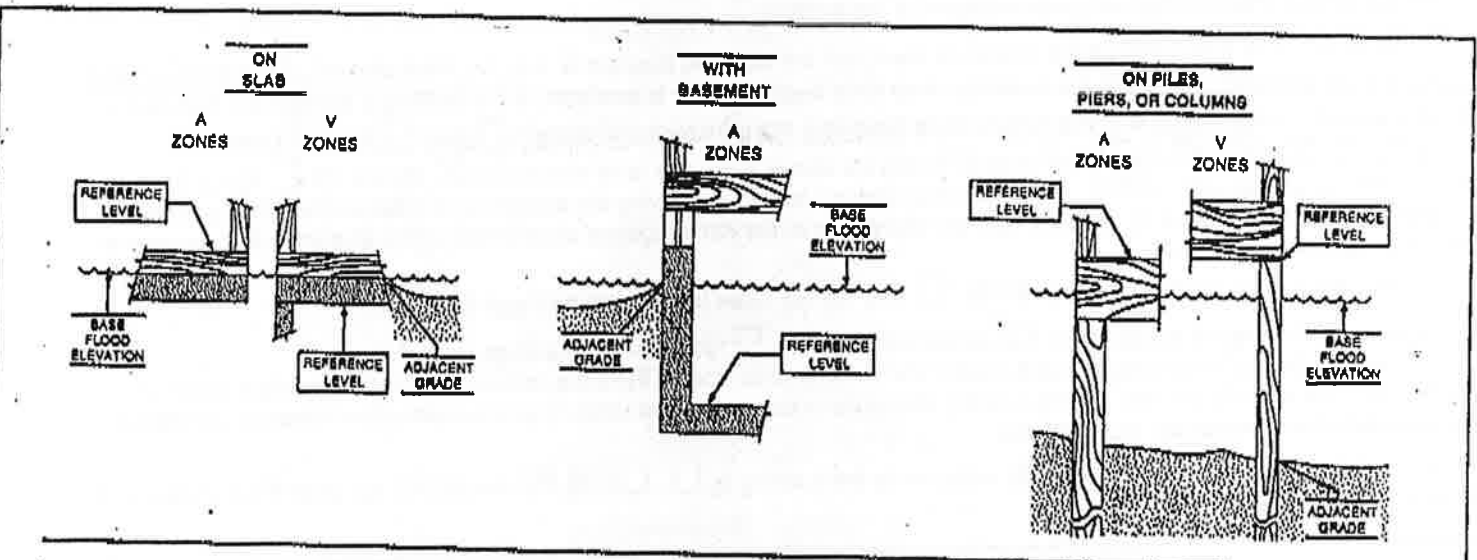 ON
SLAB
A
ZONES
V
ZONES
REFERENCE
LEVEL
BASE
FLOOD
ELEVATION
REFERENCE
LEVEL
ADJACENT
GRADE
WITH
BASEMENT
A
ZONES
BASE
FLOOD
ELEVATION
ADJACENT
GRADE
REFERENCE
LEVEL
ON PILES,
PIERS, OR COLUMNS
A
ZONES
V
ZONES
REFERENCE
LEVEL
REFERENCE
LEVEL
BASE
FLOOD
ELEVATION
ADJACENT
GRADE